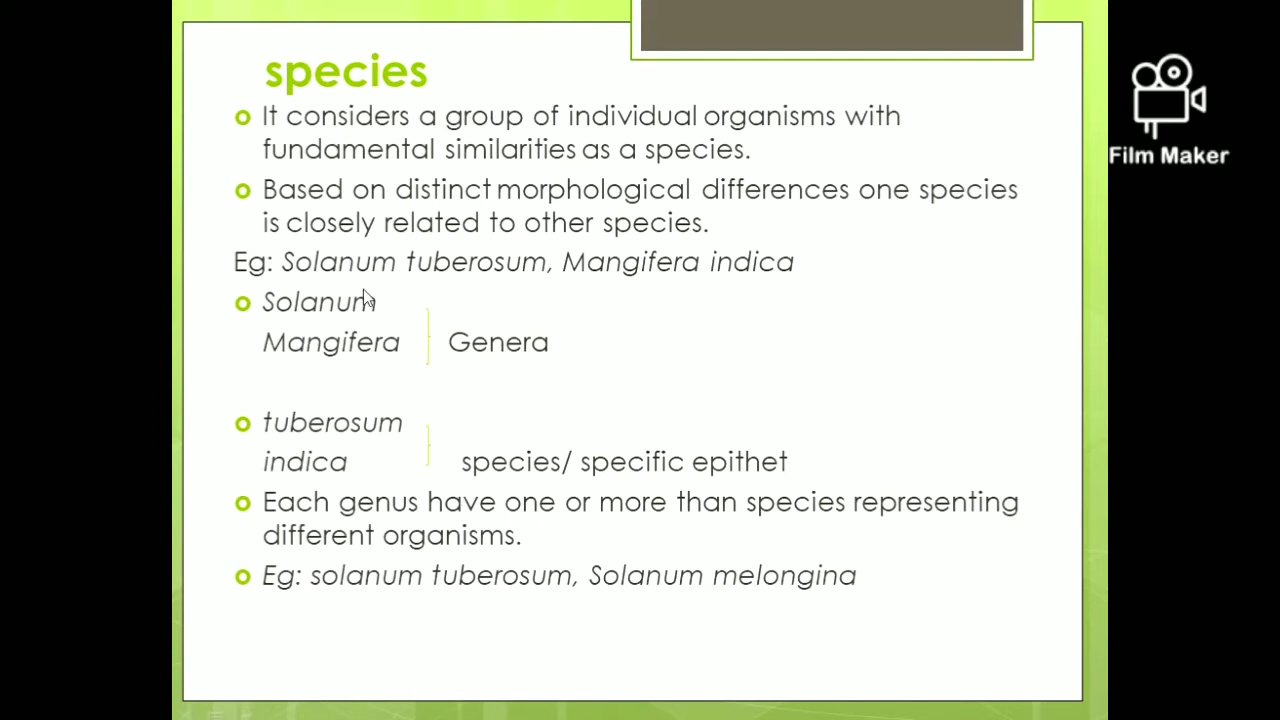 species
It considers a group of individual organisms with
fundamental similarities as a species.
Based on distinct morphological differences one species
is closely related to other species.
Eg: Solanum tuberosum, Mangifera indica
Solanum
Mangifera Genera
tuberosum
indica species/ specific epithet
Each genus have one or more than species representing
different organisms.
Eg: solanum tuberosum, Solanum melongina
Film Maker